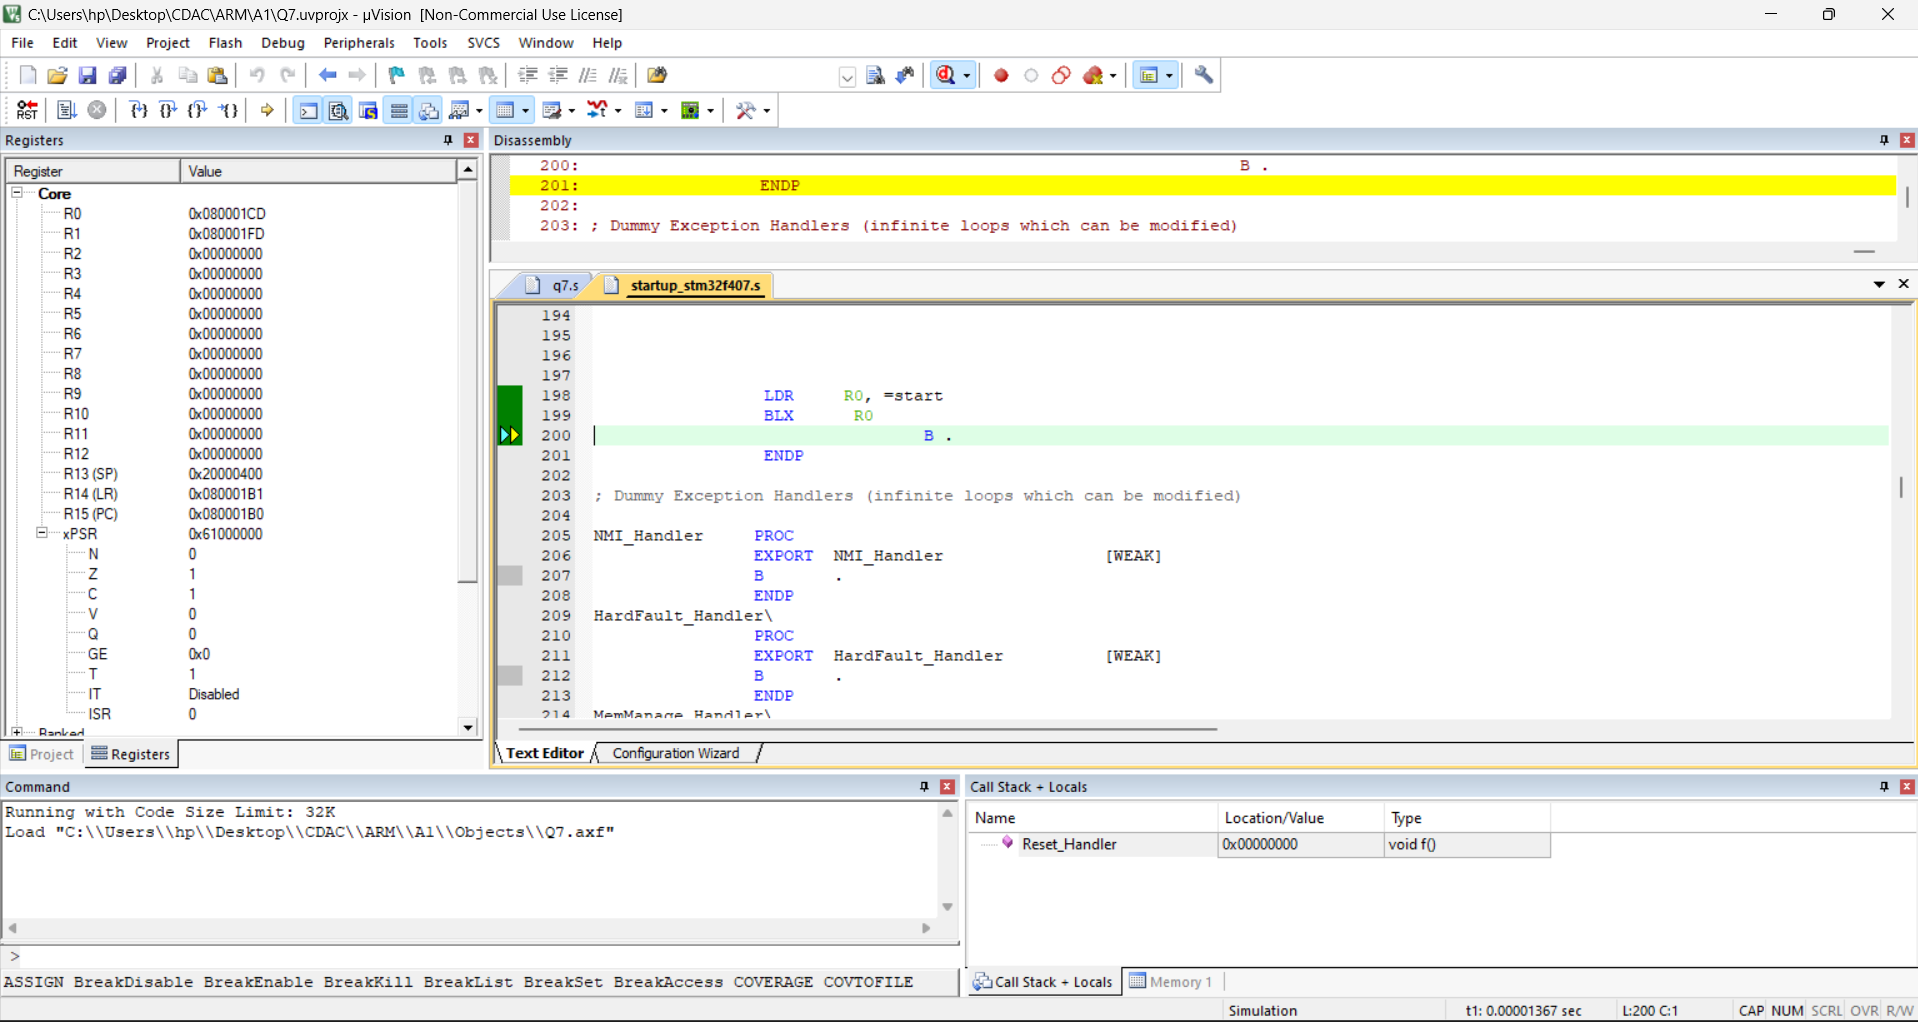 C:\Users\hp\Desktop\CDAC\ARM\A1\Q7.uvprojx - µVision  [Non-Commercial Use License]
File Edit View Project Flash Debug Peripherals Tools SVCS Window Help
Registers
Register Value
Core
R0 0x080001CD
R1 0x080001FD
R2 0x00000000
R3 0x00000000
R4 0x00000000
R5 0x00000000
R6 0x00000000
R7 0x00000000
R8 0x00000000
R9 0x00000000
R10 0x00000000
R11 0x00000000
R12 0x00000000
R13 (SP) 0x20000400
R14 (LR) 0x080001B1
R15 (PC) 0x080001B0
xPSR 0x61000000
N 0
Z 1
C 1
V 0
Q 0
GE 0x0
T 1
IT Disabled
ISR 0
Banked
Project Registers
Disassembly
200: B .
201: ENDP
202:
203: ; Dummy Exception Handlers (infinite loops which can be modified)
q7.s startup_stm32f407.s
194
195
196
197
198 LDR R0, =start
199 BLX R0
200 B .
201 ENDP
202
203 ; Dummy Exception Handlers (infinite loops which can be modified)
204
205 NMI_Handler PROC
206 EXPORT NMI_Handler [WEAK]
207 B .
208 ENDP
209 HardFault_Handler\
210 PROC
211 EXPORT HardFault_Handler [WEAK]
212 B .
213 ENDP
214 MemManage_Handler\
Text Editor Configuration Wizard
Command
Running with Code Size Limit: 32K
Load "C:\\Users\\hp\\Desktop\\CDAC\\ARM\\A1\\Objects\\Q7.axf"
>
ASSIGN BreakDisable BreakEnable BreakKill BreakList BreakSet BreakAccess COVERAGE COVTOFILE
Call Stack + Locals
Name Location/Value Type
Reset_Handler 0x00000000 void f()
Call Stack + Locals Memory 1
Simulation t1: 0.00001367 sec L:200 C:1 CAP NUM SCRL OVR R/W